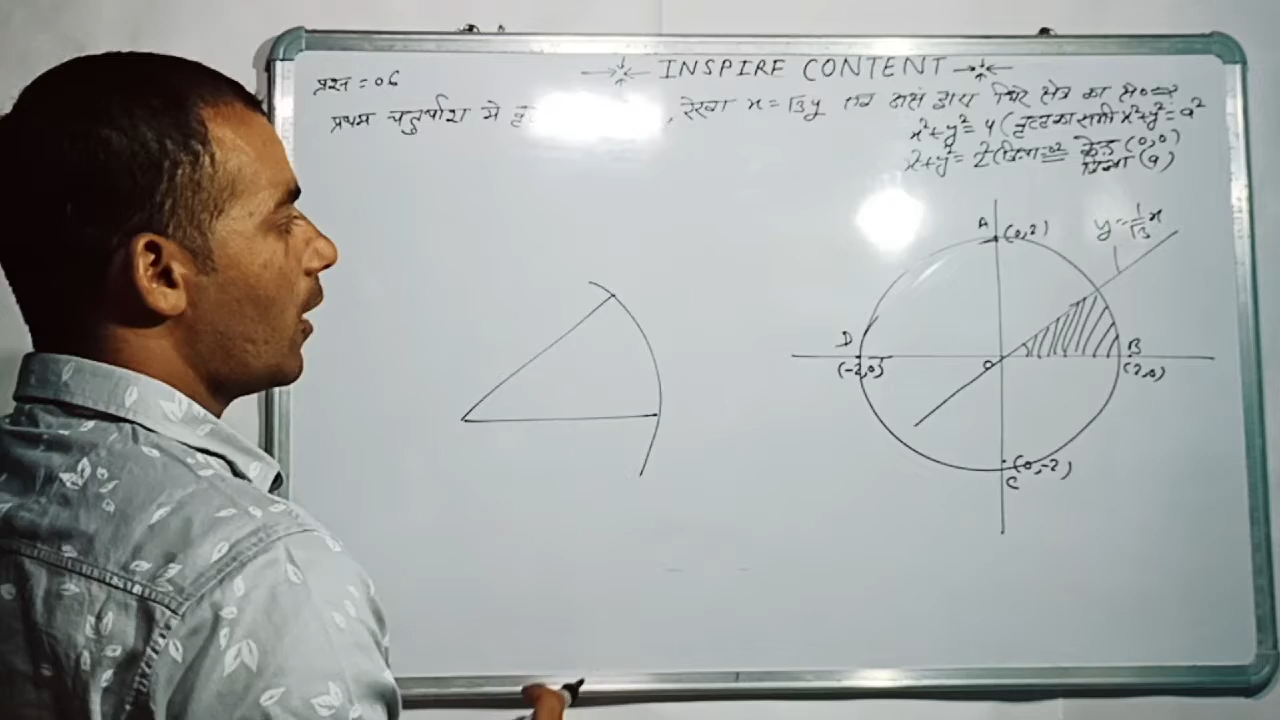 INSPIRE CONTENT
प्रश्न = 06
प्रथम चतुर्थांश मे वृ , रेखा x = √3y एवं द्वारा घिरे क्षेत्र का
x²+y² = 4 (वृत्त का समी x²+y² = a²
x²+y² = 2² केन्द्र (0,0)
त्रिज्या (a)
A (0,2)
y = 1/√3 x
D
B
O
(-2,0)
(2,0)
(0,-2)
C